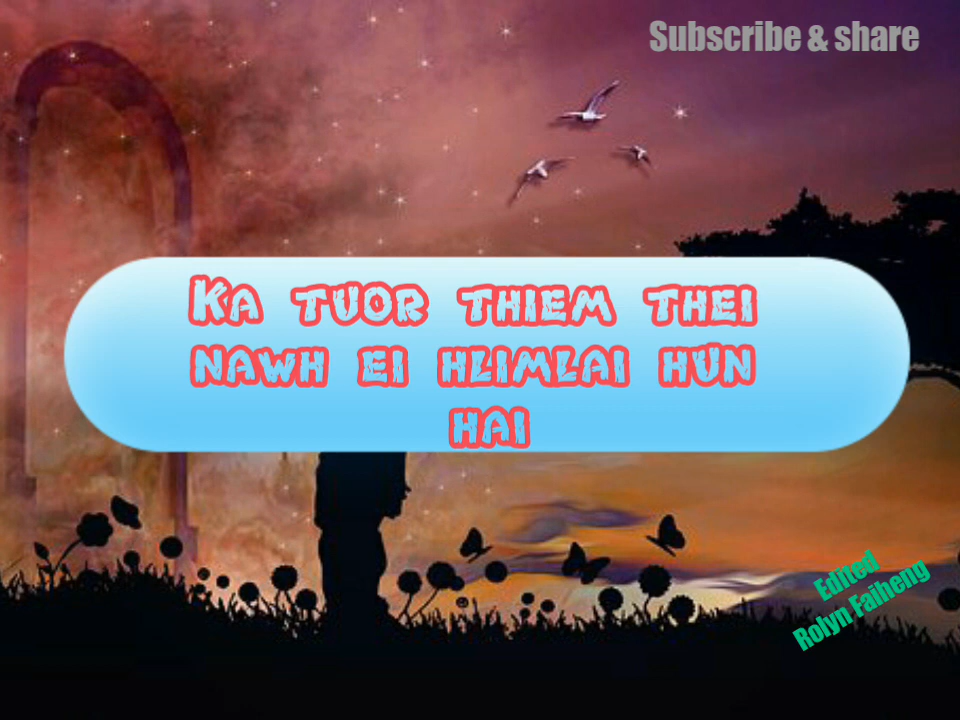 Subscribe & share
Ka tuor thiem thei
nawh ei hlimlai hun
hai
Edited
Rolyn Faiheng